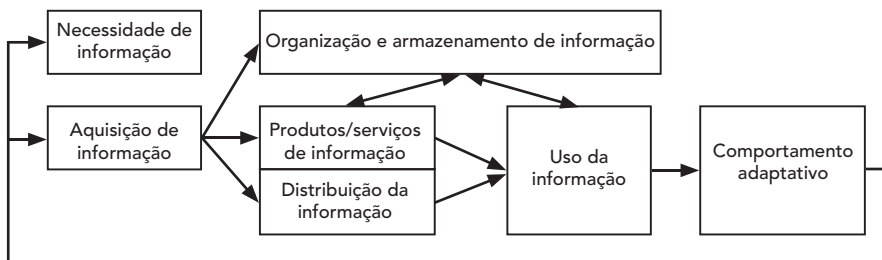 Necessidade de
informação
Organização e armazenamento de informação
Aquisição de
informação
Produtos/serviços
de informação
Distribuição da
informação
Uso da
informação
Comportamento
adaptativo